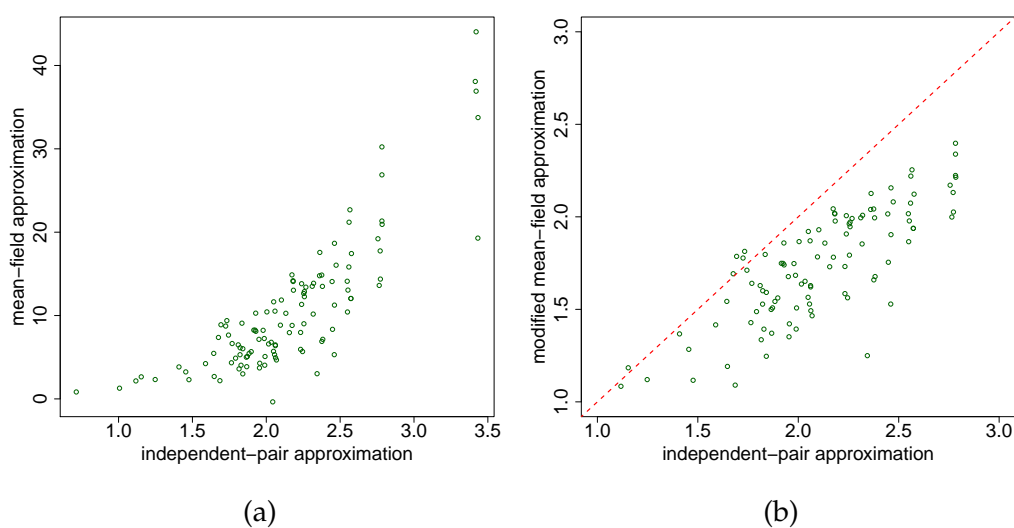 mean−field approximation
40
30
20
10
0
1.0 1.5 2.0 2.5 3.0 3.5
independent−pair approximation
(a)
modified mean−field approximation
3.0
2.5
2.0
1.5
1.0
1.0 1.5 2.0 2.5 3.0
independent−pair approximation
(b)